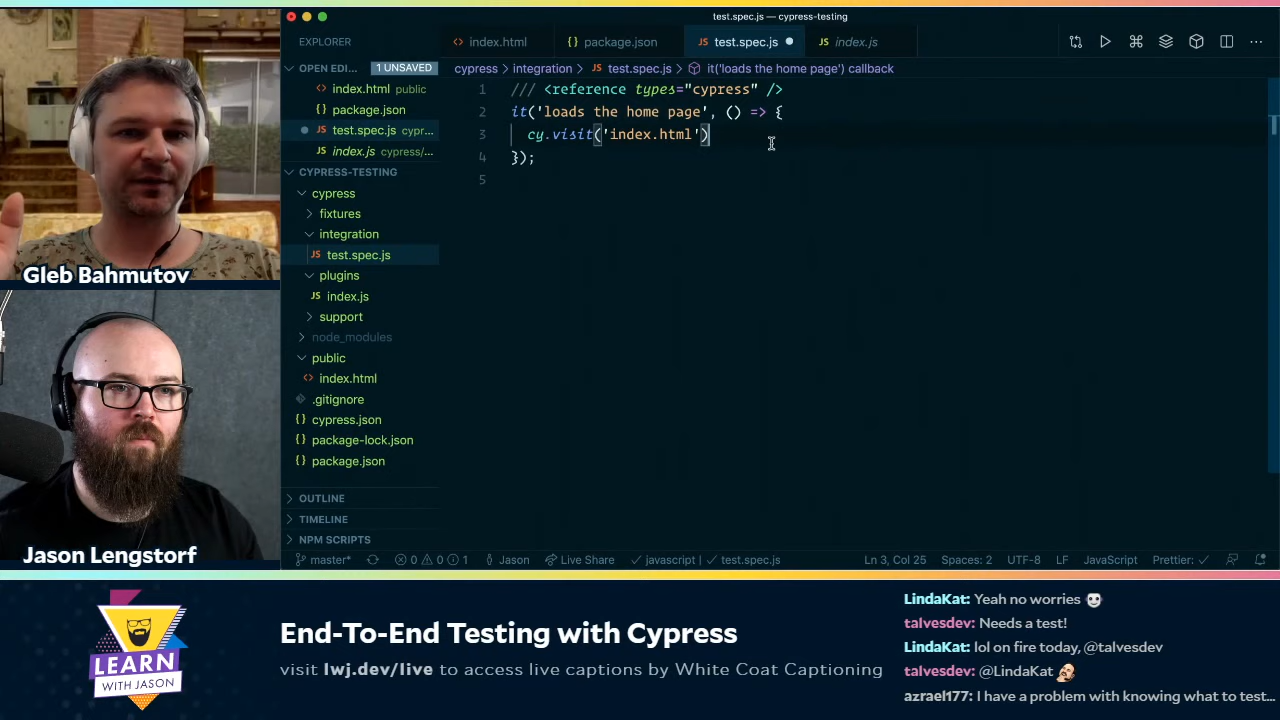 test.spec.js — cypress-testing
EXPLORER
index.html
package.json
test.spec.js
index.js
OPEN EDI... 1 UNSAVED
cypress > integration > JS test.spec.js > it('loads the home page') callback
index.html public
package.json
test.spec.js cypr...
JS index.js cypress/...
CYPRESS-TESTING
cypress
fixtures
integration
JS test.spec.js
plugins
JS index.js
support
node_modules
public
index.html
.gitignore
cypress.json
package-lock.json
package.json
OUTLINE
TIMELINE
NPM SCRIPTS
1 /// <reference types="cypress" />
2 it('loads the home page', () => {
3 cy.visit('index.html')
4 });
5
master* 0 0 1 Jason Live Share javascript | test.spec.js Ln 3, Col 25 Spaces: 2 UTF-8 LF JavaScript Prettier:
Gleb Bahmutov
Jason Lengstorf
LEARN
WITH JASON
End-To-End Testing with Cypress
visit lwj.dev/live to access live captions by White Coat Captioning
LindaKat: Yeah no worries
talvesdev: Needs a test!
LindaKat: lol on fire today, @talvesdev
talvesdev: @LindaKat
azrael177: I have a problem with knowing what to test...